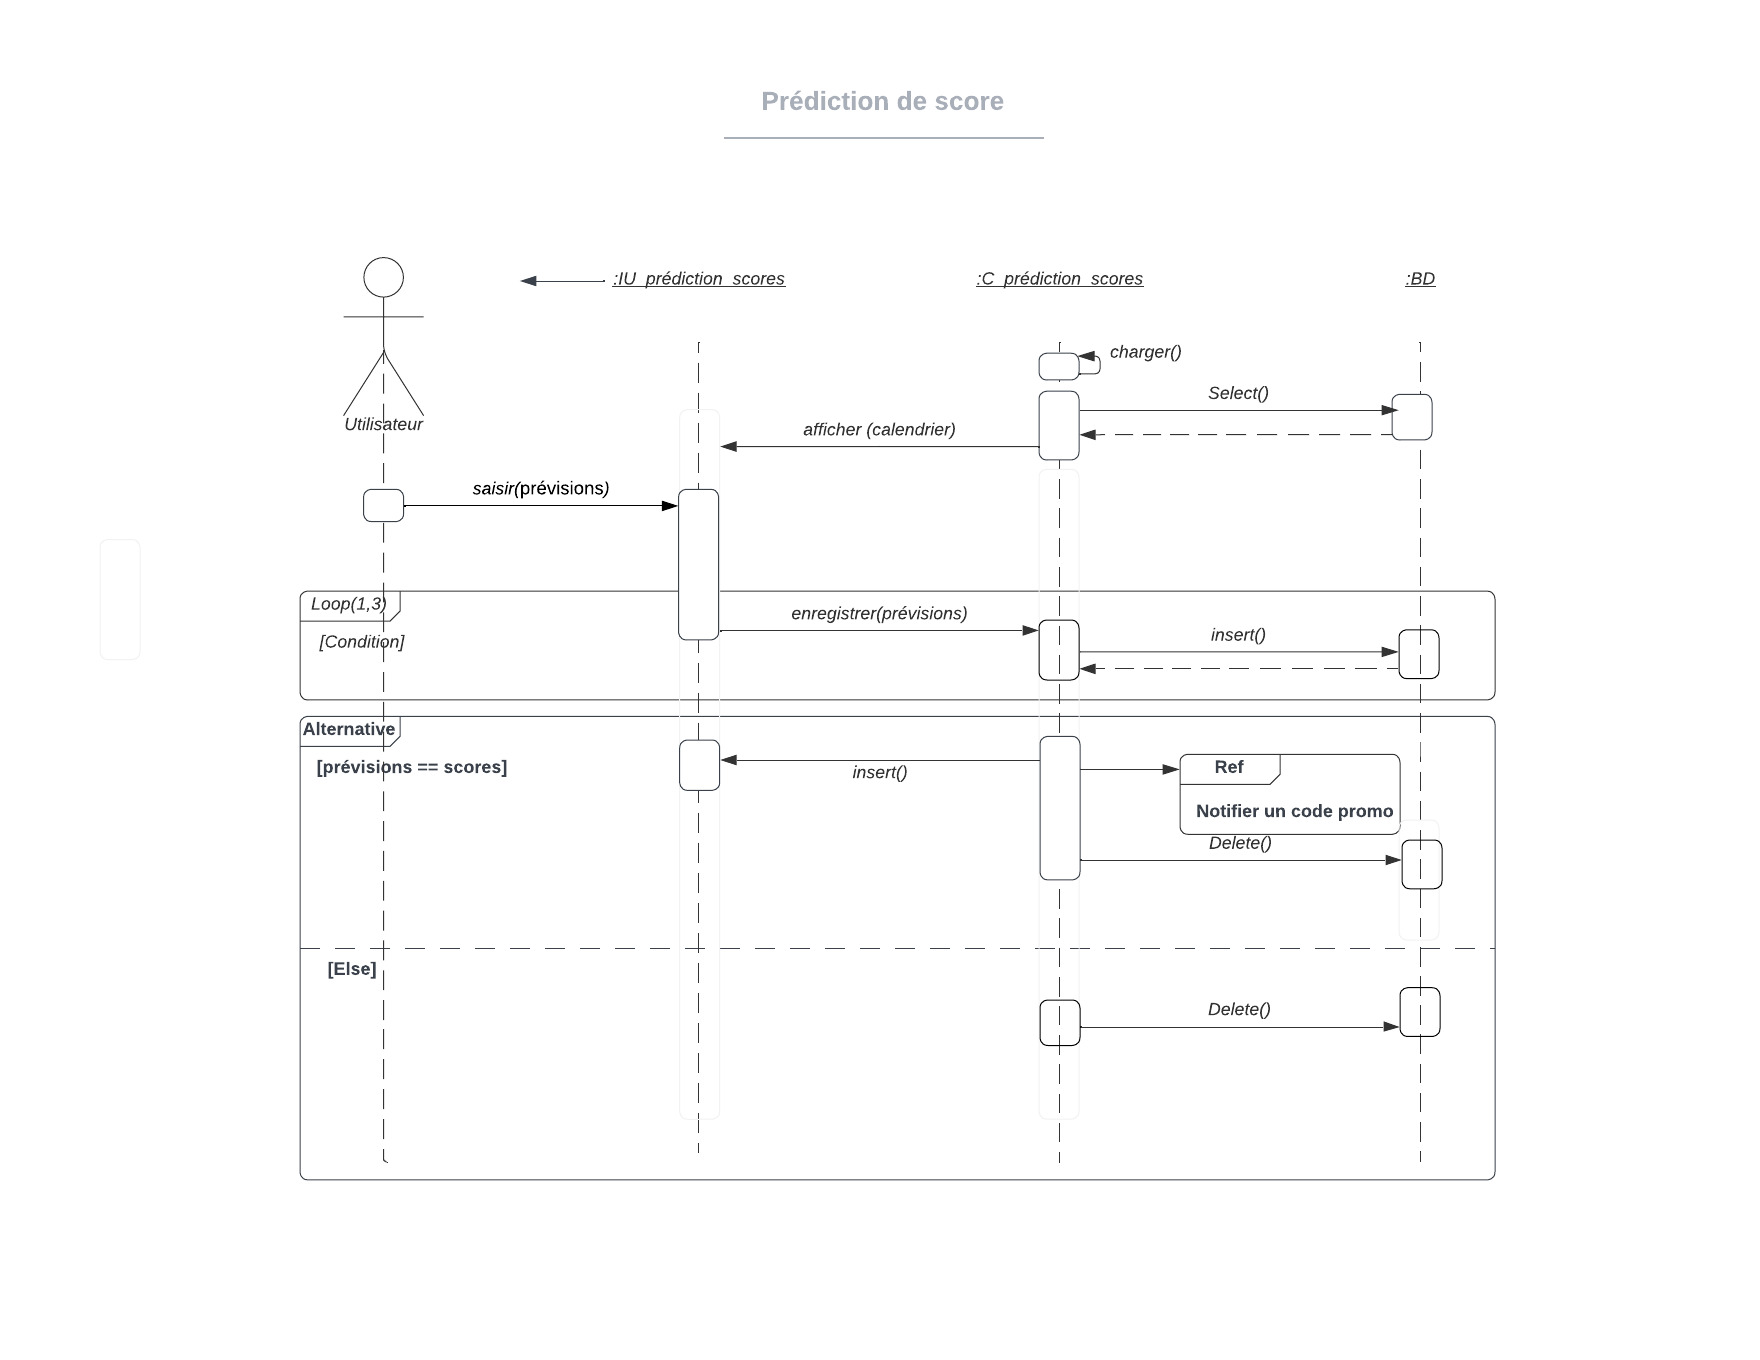 Prédiction de score
:IU_prédiction_scores
:C_prédiction_scores
:BD
charger()
Select()
Utilisateur
afficher (calendrier)
saisir(prévisions)
Loop(1,3)
enregistrer(prévisions)
[Condition]
insert()
Alternative
[prévisions == scores]
insert()
Ref
Notifier un code promo
Delete()
[Else]
Delete()